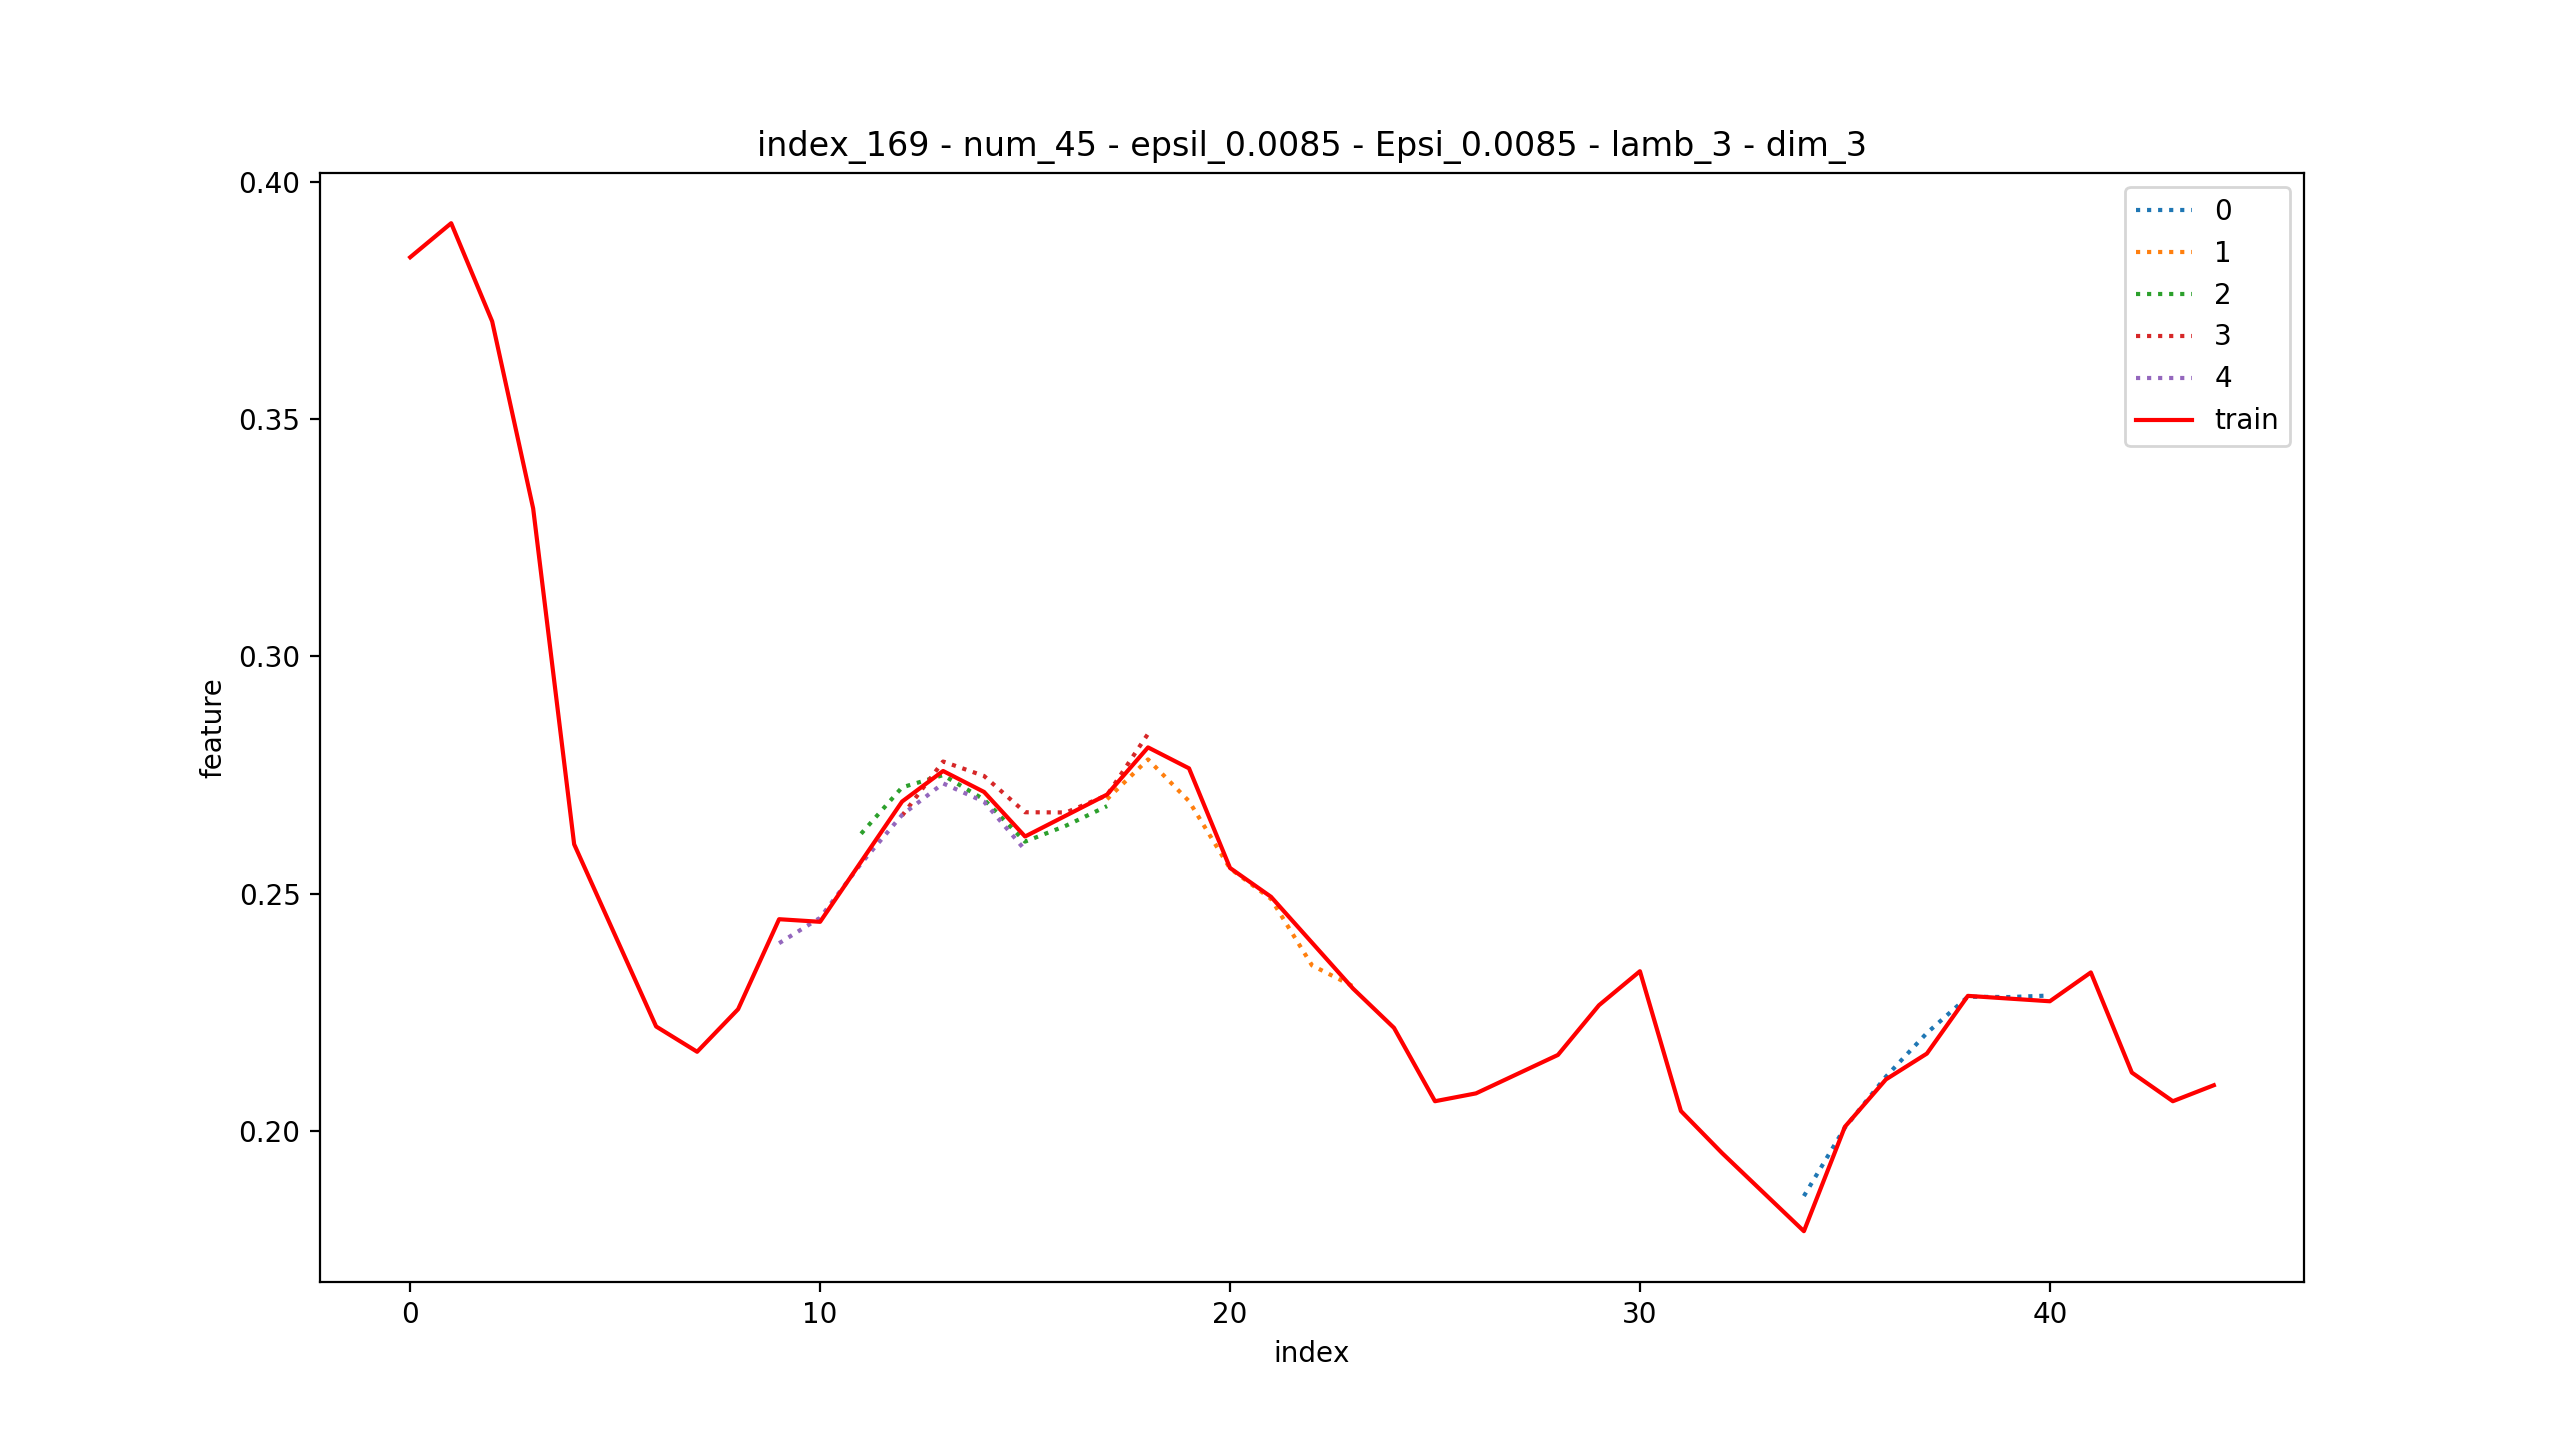 index_169 - num_45 - epsil_0.0085 - Epsi_0.0085 - lamb_3 - dim_3
0.40
0.35
0.30
0.25
0.20
feature
0
1
2
3
4
train
0 10 20 30 40
index